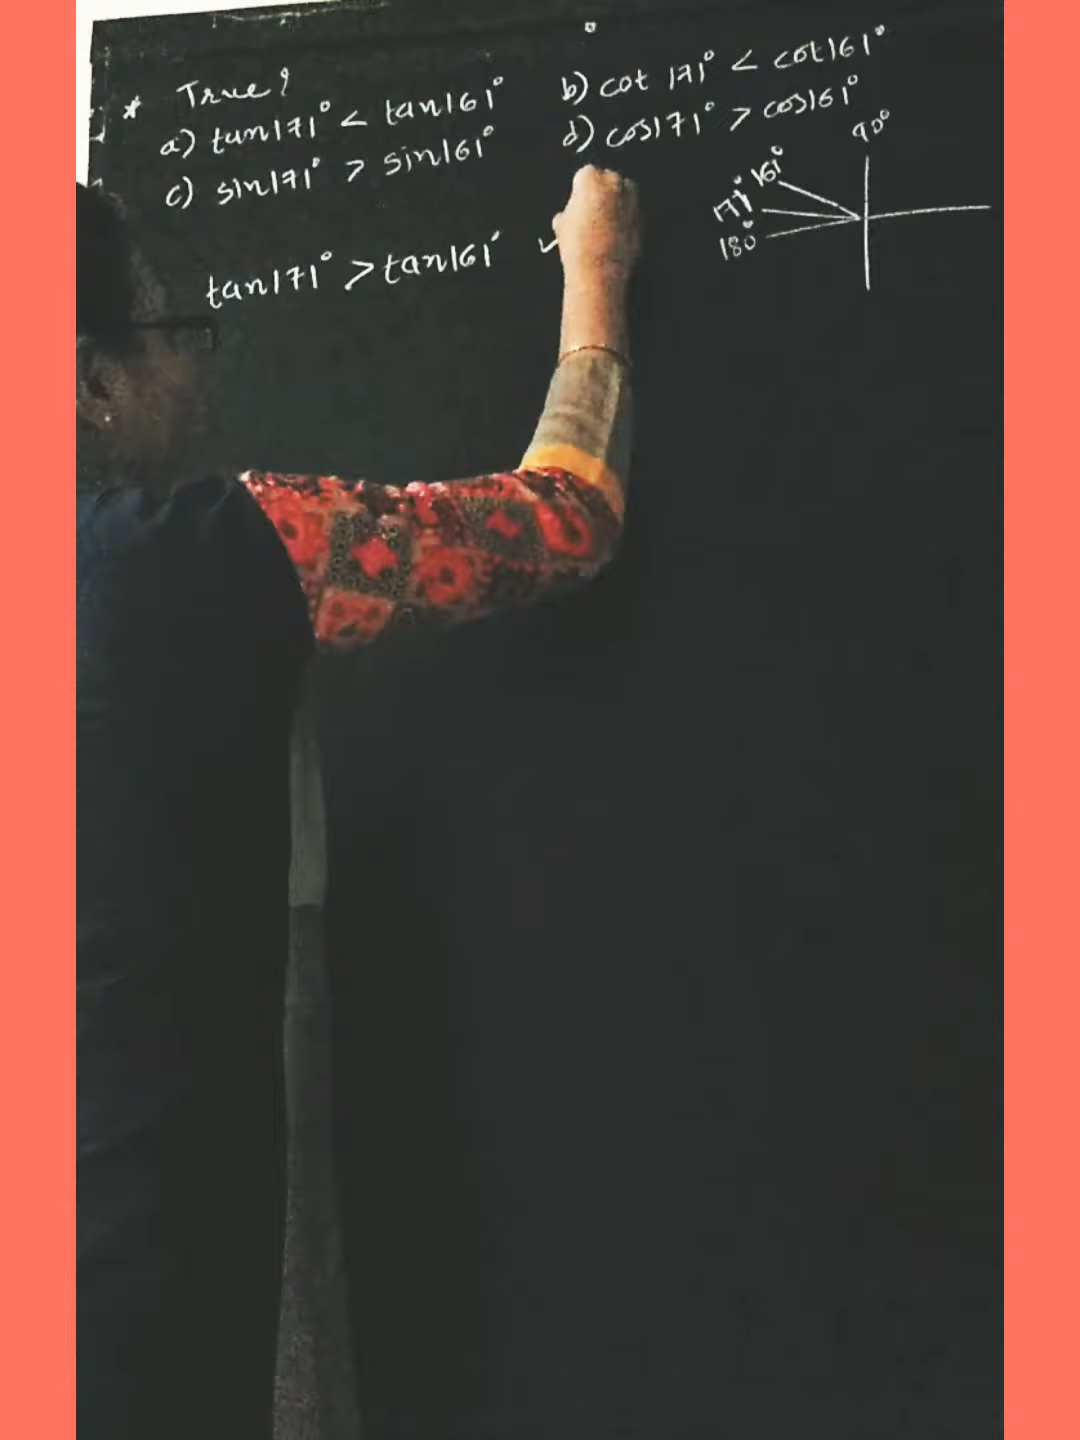 * True?
a) tan171° < tan161°
b) cot 171° < cot161°
c) sin171° > sin161°
d) cos171° > cos161°
90°
161°
171°
180°
tan171° > tan161° ✓